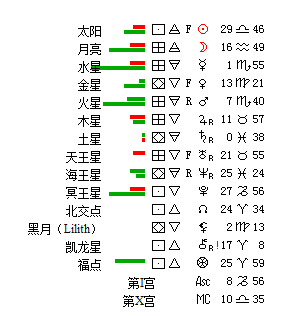 太阳 F ☉ 29 ♎ 46
月亮 F ☽ 16 ♒ 49
水星 ☿ 1 ♏ 55
金星 F ♀ 13 ♍ 21
火星 R ♂ 7 ♏ 40
木星 ♃R 11 ♉ 57
土星 ♄R 0 ♓ 38
天王星 F ♅R 21 ♉ 55
海王星 R ♆R 25 ♓ 24
冥王星 ♇ 27 ♑ 56
北交点 ☊ 24 ♈ 34
黑月（Lilith） ⚸ 2 ♍ 13
凯龙星 ⚷R !17 ♈ 8
福点 ⊗ 25 ♈ 59
第I宫 Asc 8 ♑ 56
第X宫 MC 10 ♎ 35